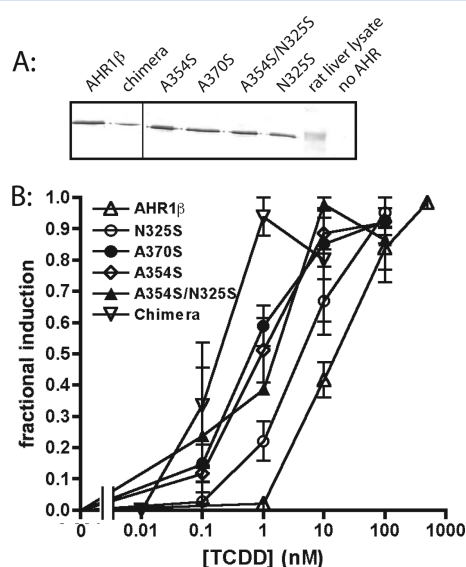 A:
AHR1β
chimera
A354S
A370S
A354S/N325S
N325S
rat liver lysate
no AHR
B:
1.0
0.9
0.8
0.7
0.6
0.5
0.4
0.3
0.2
0.1
0.0
fractional induction
AHR1β
N325S
A370S
A354S
A354S/N325S
Chimera
0 0.01 0.1 1 10 100 1000
[TCDD] (nM)